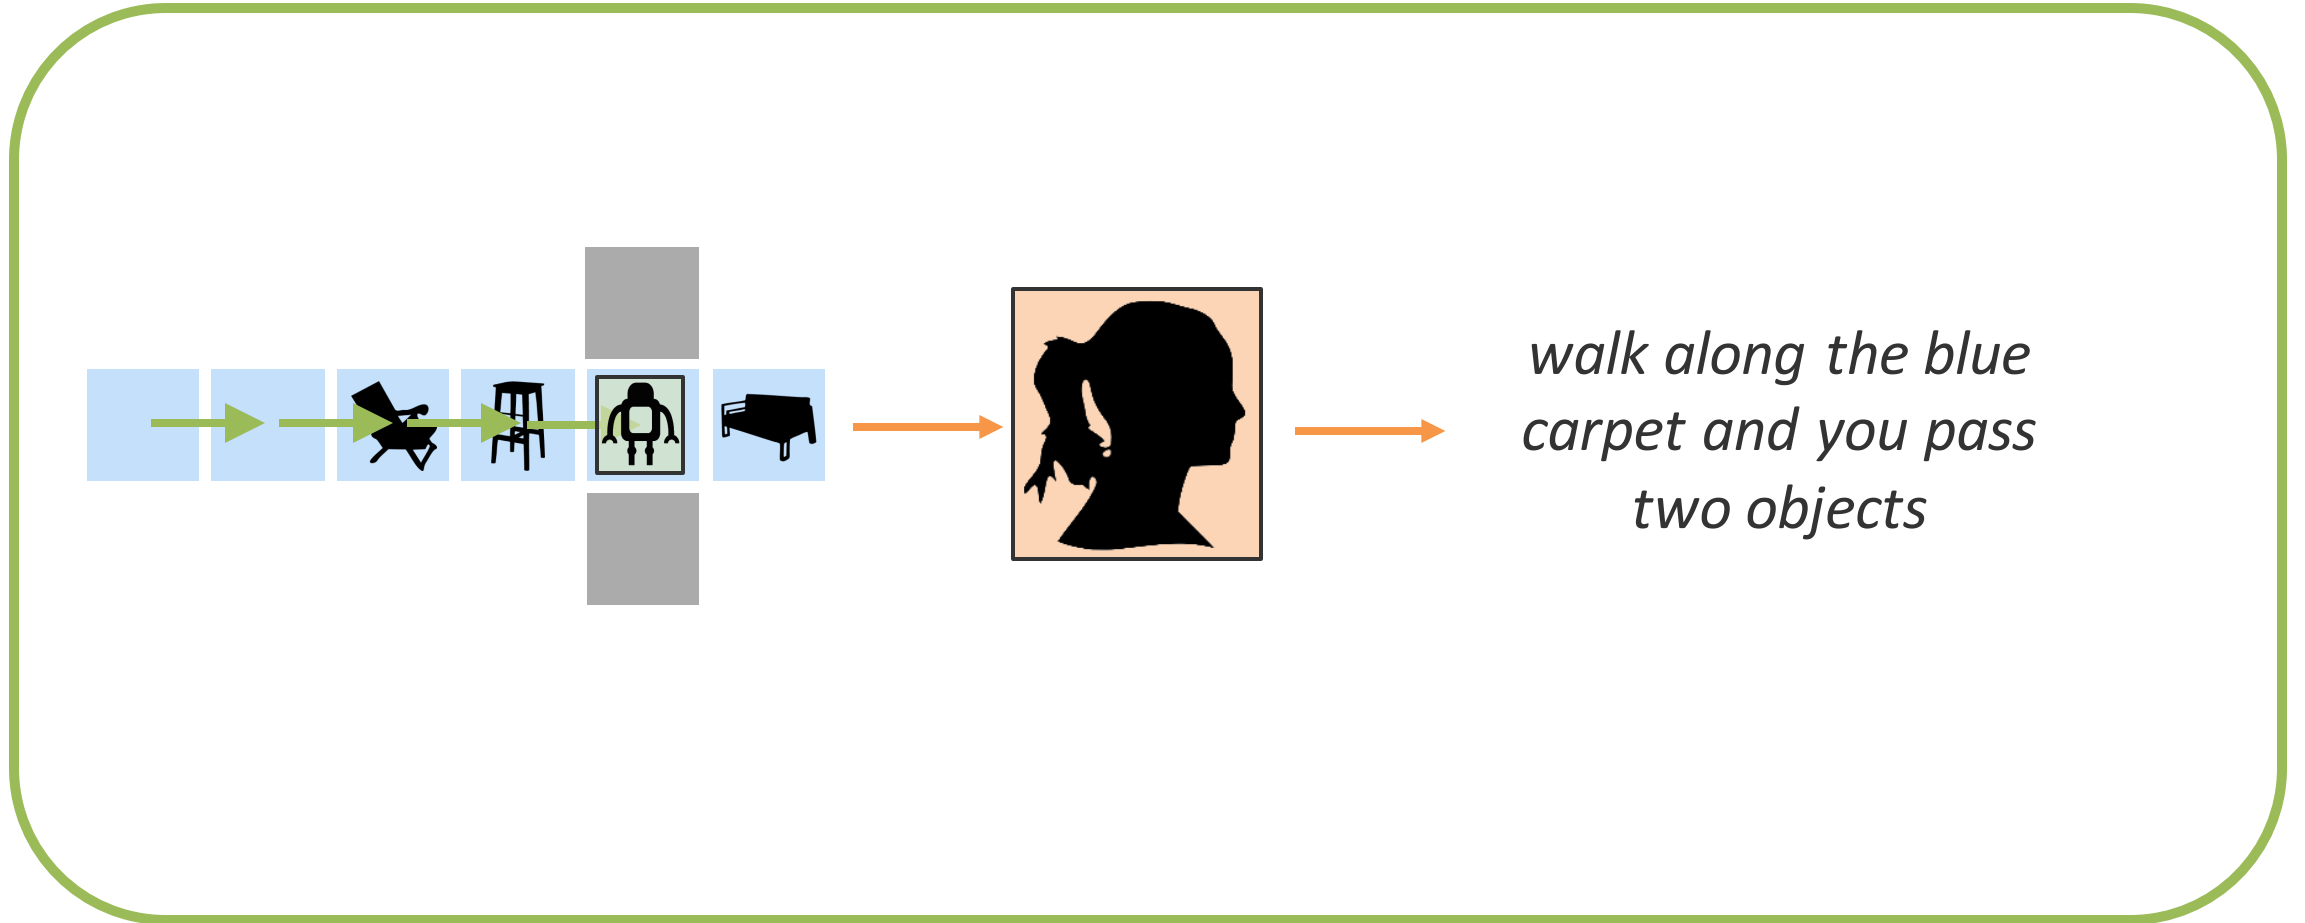 walk along the blue
carpet and you pass
two objects